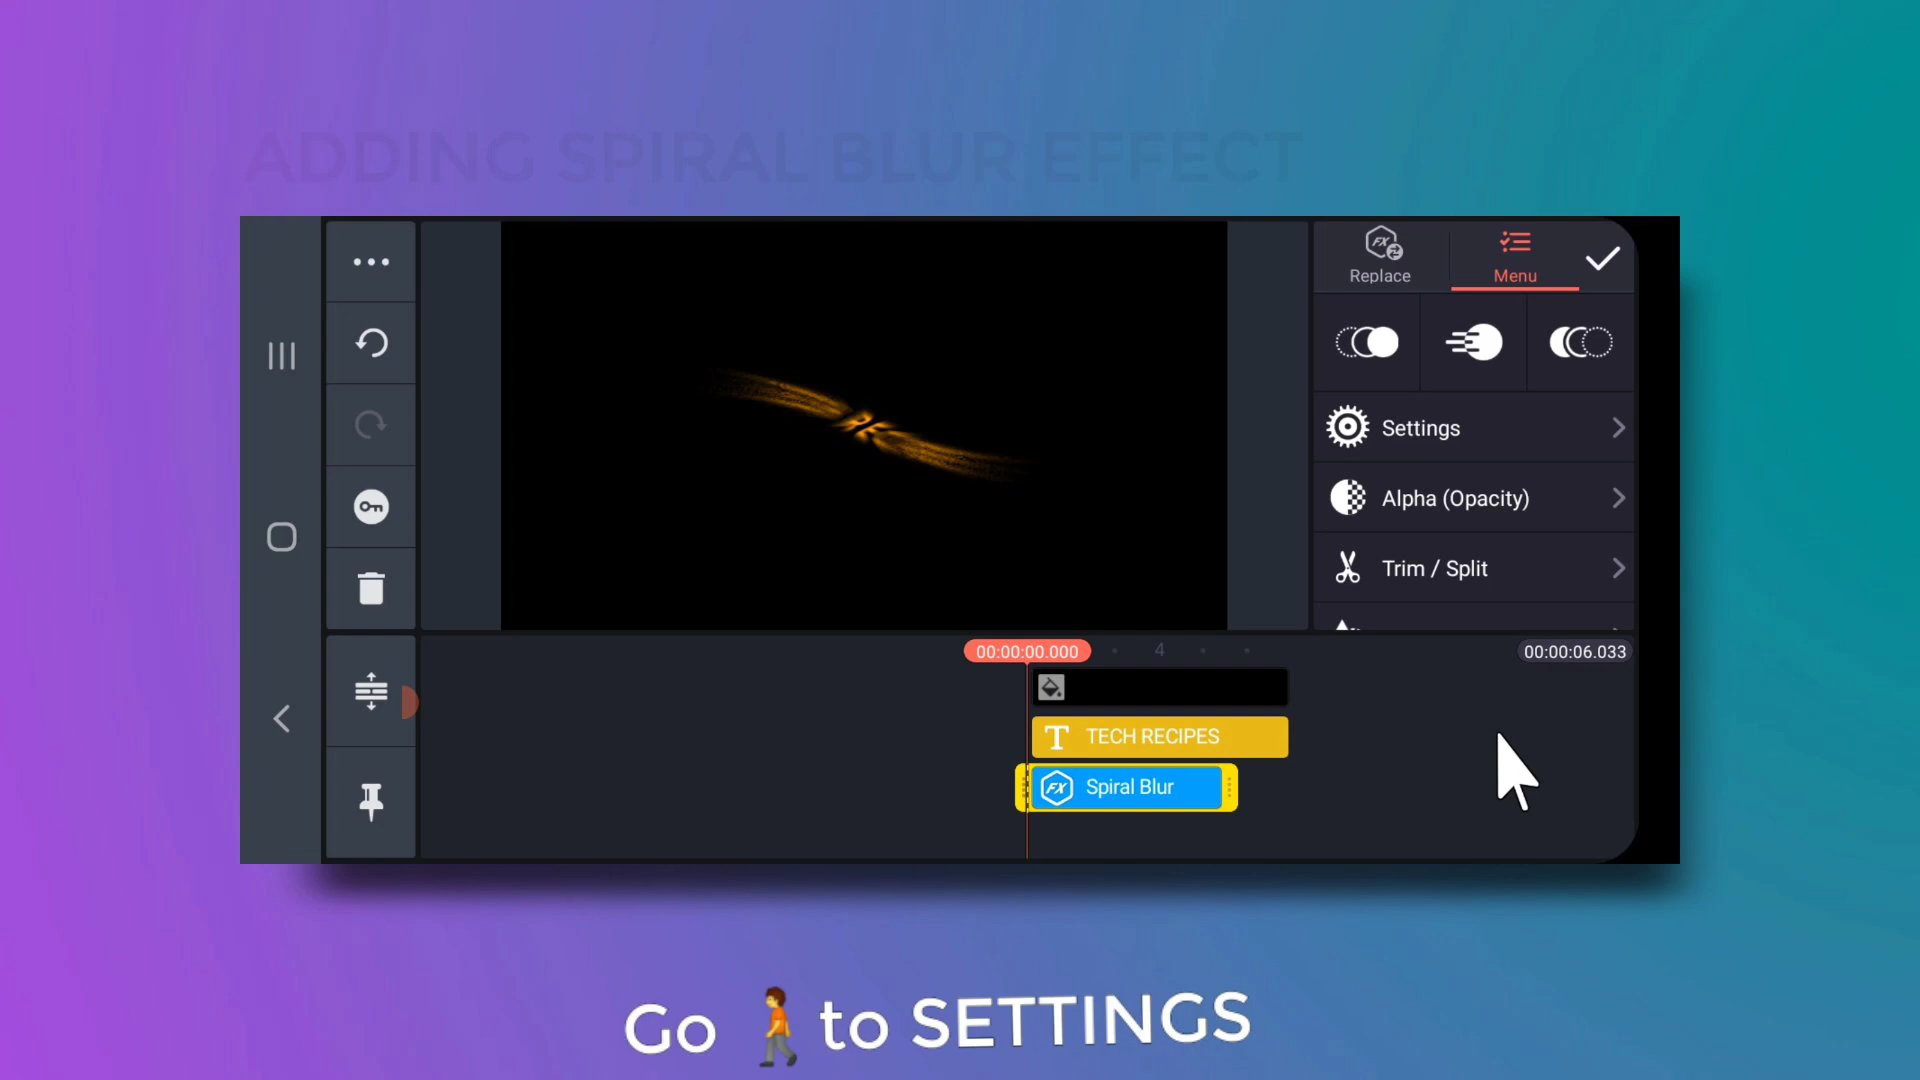 ADDING SPIRAL BLUR EFFECT
Replace
Menu
Settings
Alpha (Opacity)
Trim / Split
00:00:00.000
4
00:00:06.033
TECH RECIPES
Spiral Blur
Go to SETTINGS